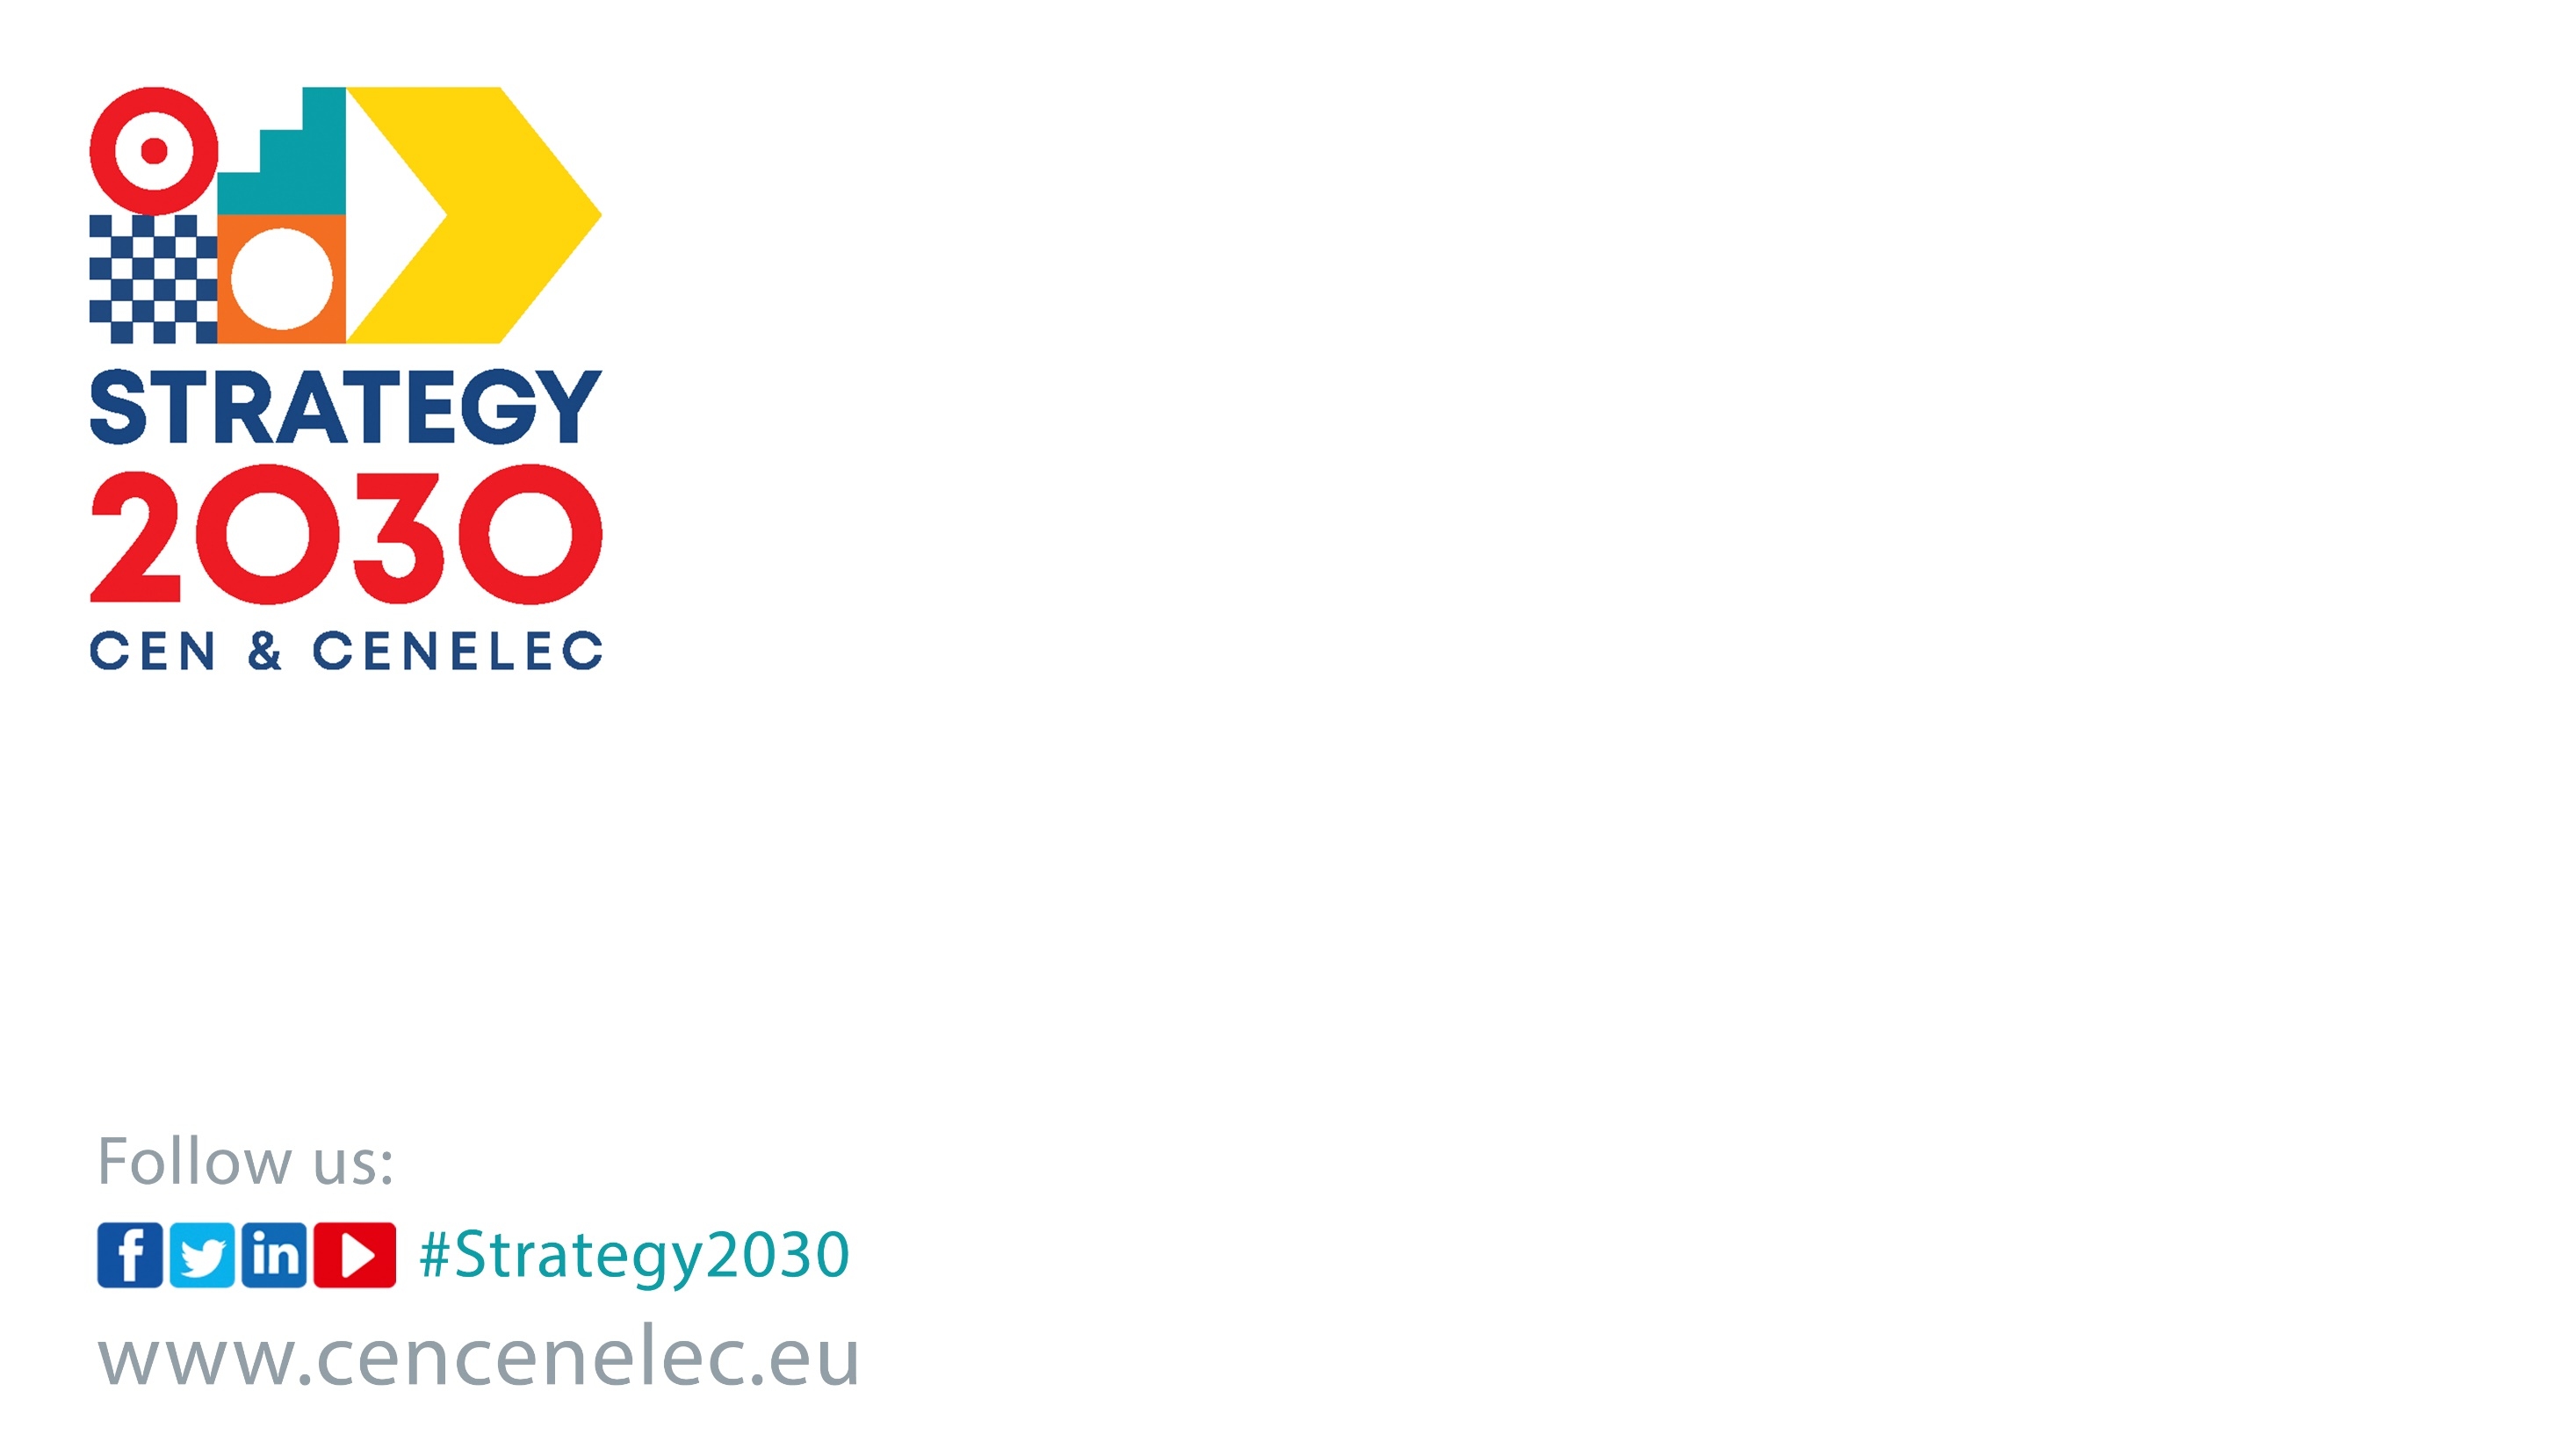 STRATEGY
2030
CEN & CENELEC
Follow us:
#Strategy2030
www.cencenelec.eu